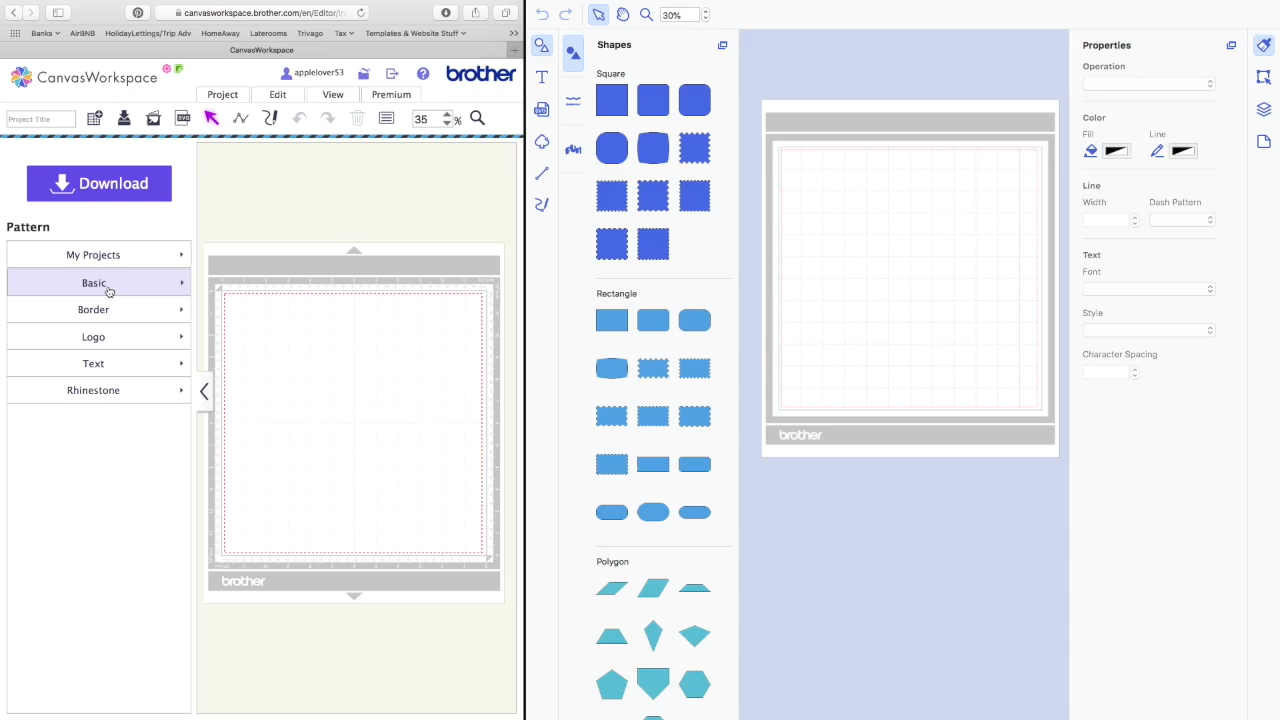 canvasworkspace.brother.com/en/Editor/In
Banks
AirBNB
HolidayLettings/Trip Adv
HomeAway
Laterooms
Trivago
Tax
Templates & Website Stuff
CanvasWorkspace
CanvasWorkspace
applelover53
brother
Project
Edit
View
Premium
Project Title
SVG
35
%
Download
Pattern
My Projects
Basic
Border
Logo
Text
Rhinestone
brother
30%
Shapes
Square
Rectangle
Polygon
brother
Properties
Operation
Color
Fill
Line
Line
Width
Dash Pattern
Text
Font
Style
Character Spacing